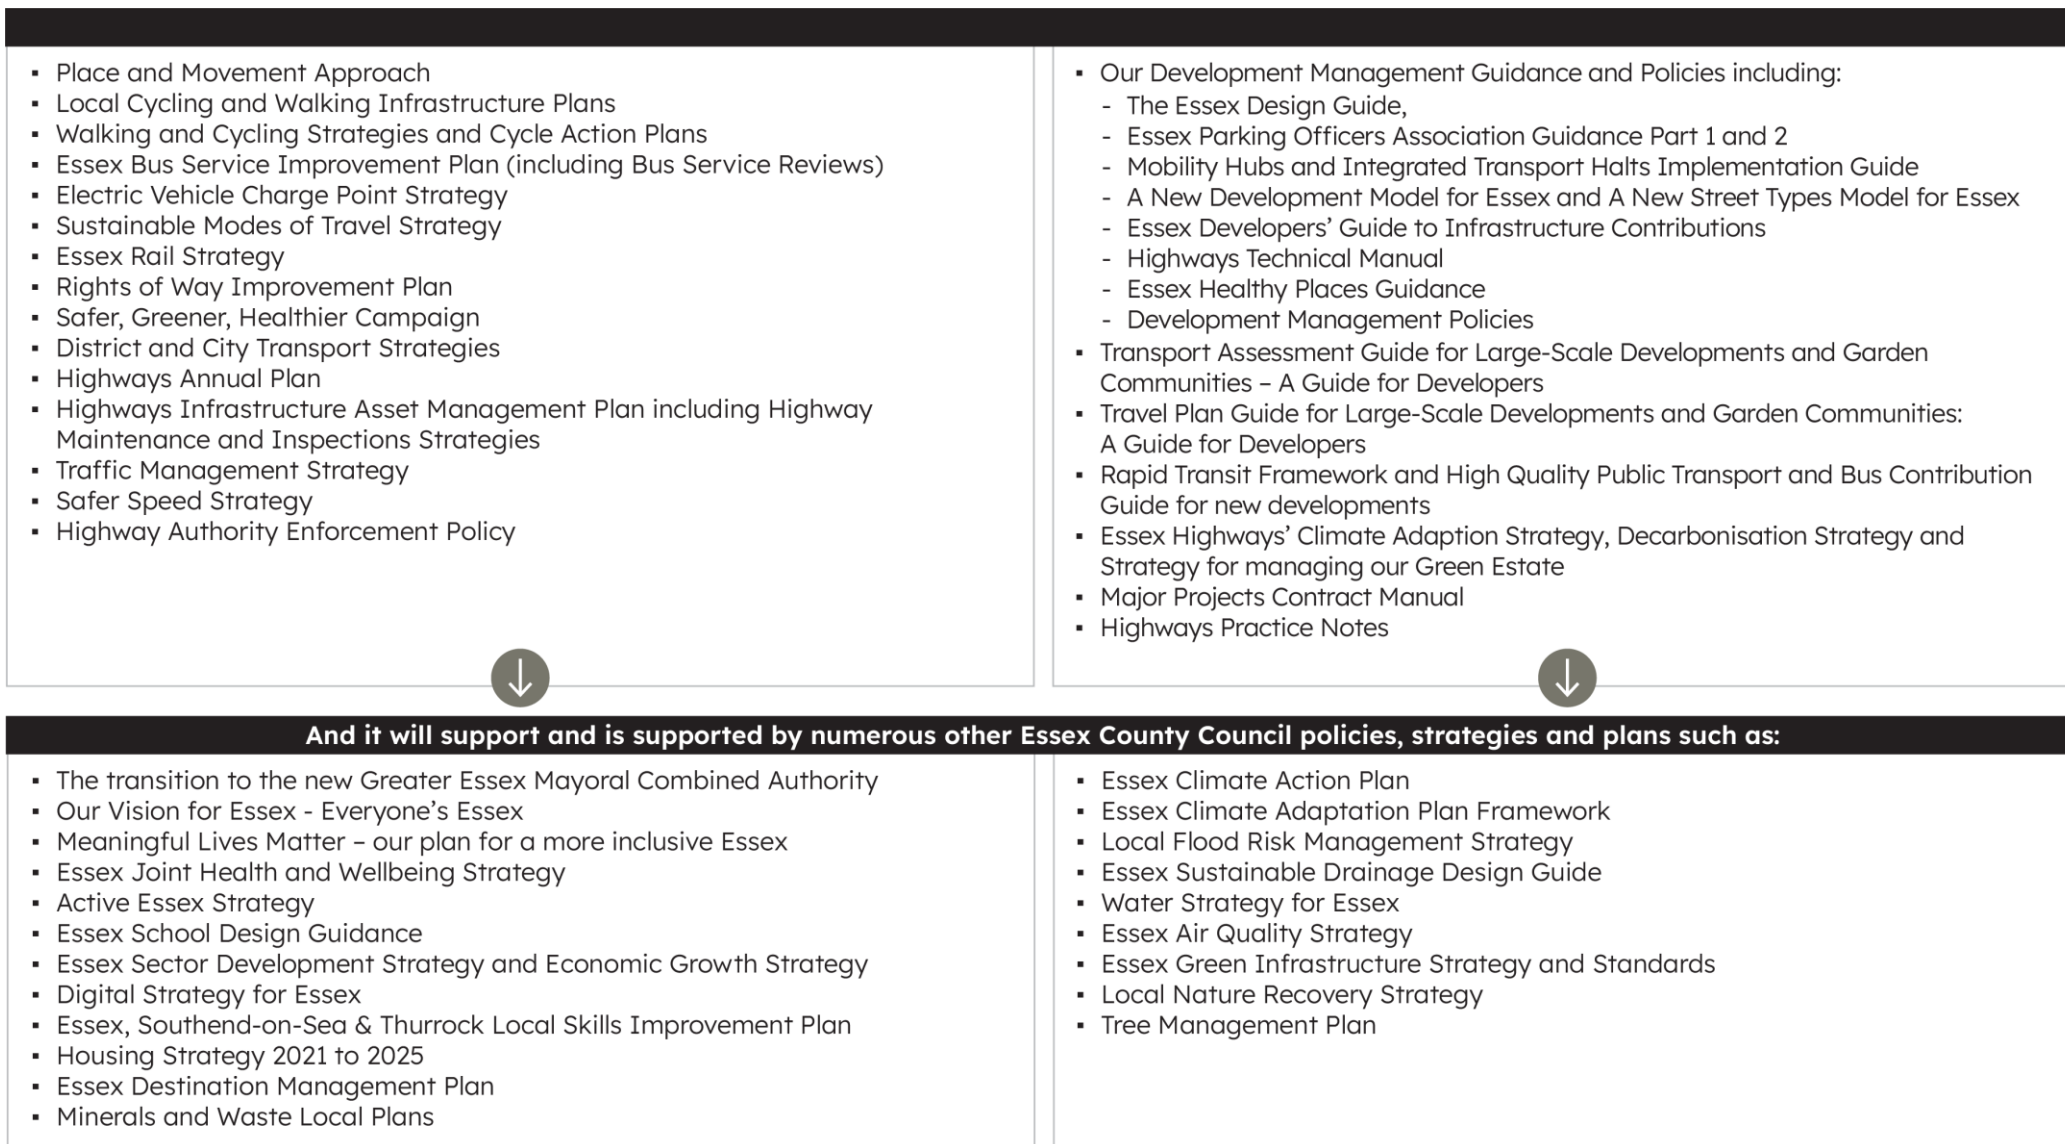 ▪ Place and Movement Approach
▪ Local Cycling and Walking Infrastructure Plans
▪ Walking and Cycling Strategies and Cycle Action Plans
▪ Essex Bus Service Improvement Plan (including Bus Service Reviews)
▪ Electric Vehicle Charge Point Strategy
▪ Sustainable Modes of Travel Strategy
▪ Essex Rail Strategy
▪ Rights of Way Improvement Plan
▪ Safer, Greener, Healthier Campaign
▪ District and City Transport Strategies
▪ Highways Annual Plan
▪ Highways Infrastructure Asset Management Plan including Highway
Maintenance and Inspections Strategies
▪ Traffic Management Strategy
▪ Safer Speed Strategy
▪ Highway Authority Enforcement Policy
▪ Our Development Management Guidance and Policies including:
- The Essex Design Guide,
- Essex Parking Officers Association Guidance Part 1 and 2
- Mobility Hubs and Integrated Transport Halts Implementation Guide
- A New Development Model for Essex and A New Street Types Model for Essex
- Essex Developers’ Guide to Infrastructure Contributions
- Highways Technical Manual
- Essex Healthy Places Guidance
- Development Management Policies
▪ Transport Assessment Guide for Large-Scale Developments and Garden
Communities – A Guide for Developers
▪ Travel Plan Guide for Large-Scale Developments and Garden Communities:
A Guide for Developers
▪ Rapid Transit Framework and High Quality Public Transport and Bus Contribution
Guide for new developments
▪ Essex Highways’ Climate Adaption Strategy, Decarbonisation Strategy and
Strategy for managing our Green Estate
▪ Major Projects Contract Manual
▪ Highways Practice Notes
And it will support and is supported by numerous other Essex County Council policies, strategies and plans such as:
▪ The transition to the new Greater Essex Mayoral Combined Authority
▪ Our Vision for Essex - Everyone’s Essex
▪ Meaningful Lives Matter – our plan for a more inclusive Essex
▪ Essex Joint Health and Wellbeing Strategy
▪ Active Essex Strategy
▪ Essex School Design Guidance
▪ Essex Sector Development Strategy and Economic Growth Strategy
▪ Digital Strategy for Essex
▪ Essex, Southend-on-Sea & Thurrock Local Skills Improvement Plan
▪ Housing Strategy 2021 to 2025
▪ Essex Destination Management Plan
▪ Minerals and Waste Local Plans
▪ Essex Climate Action Plan
▪ Essex Climate Adaptation Plan Framework
▪ Local Flood Risk Management Strategy
▪ Essex Sustainable Drainage Design Guide
▪ Water Strategy for Essex
▪ Essex Air Quality Strategy
▪ Essex Green Infrastructure Strategy and Standards
▪ Local Nature Recovery Strategy
▪ Tree Management Plan